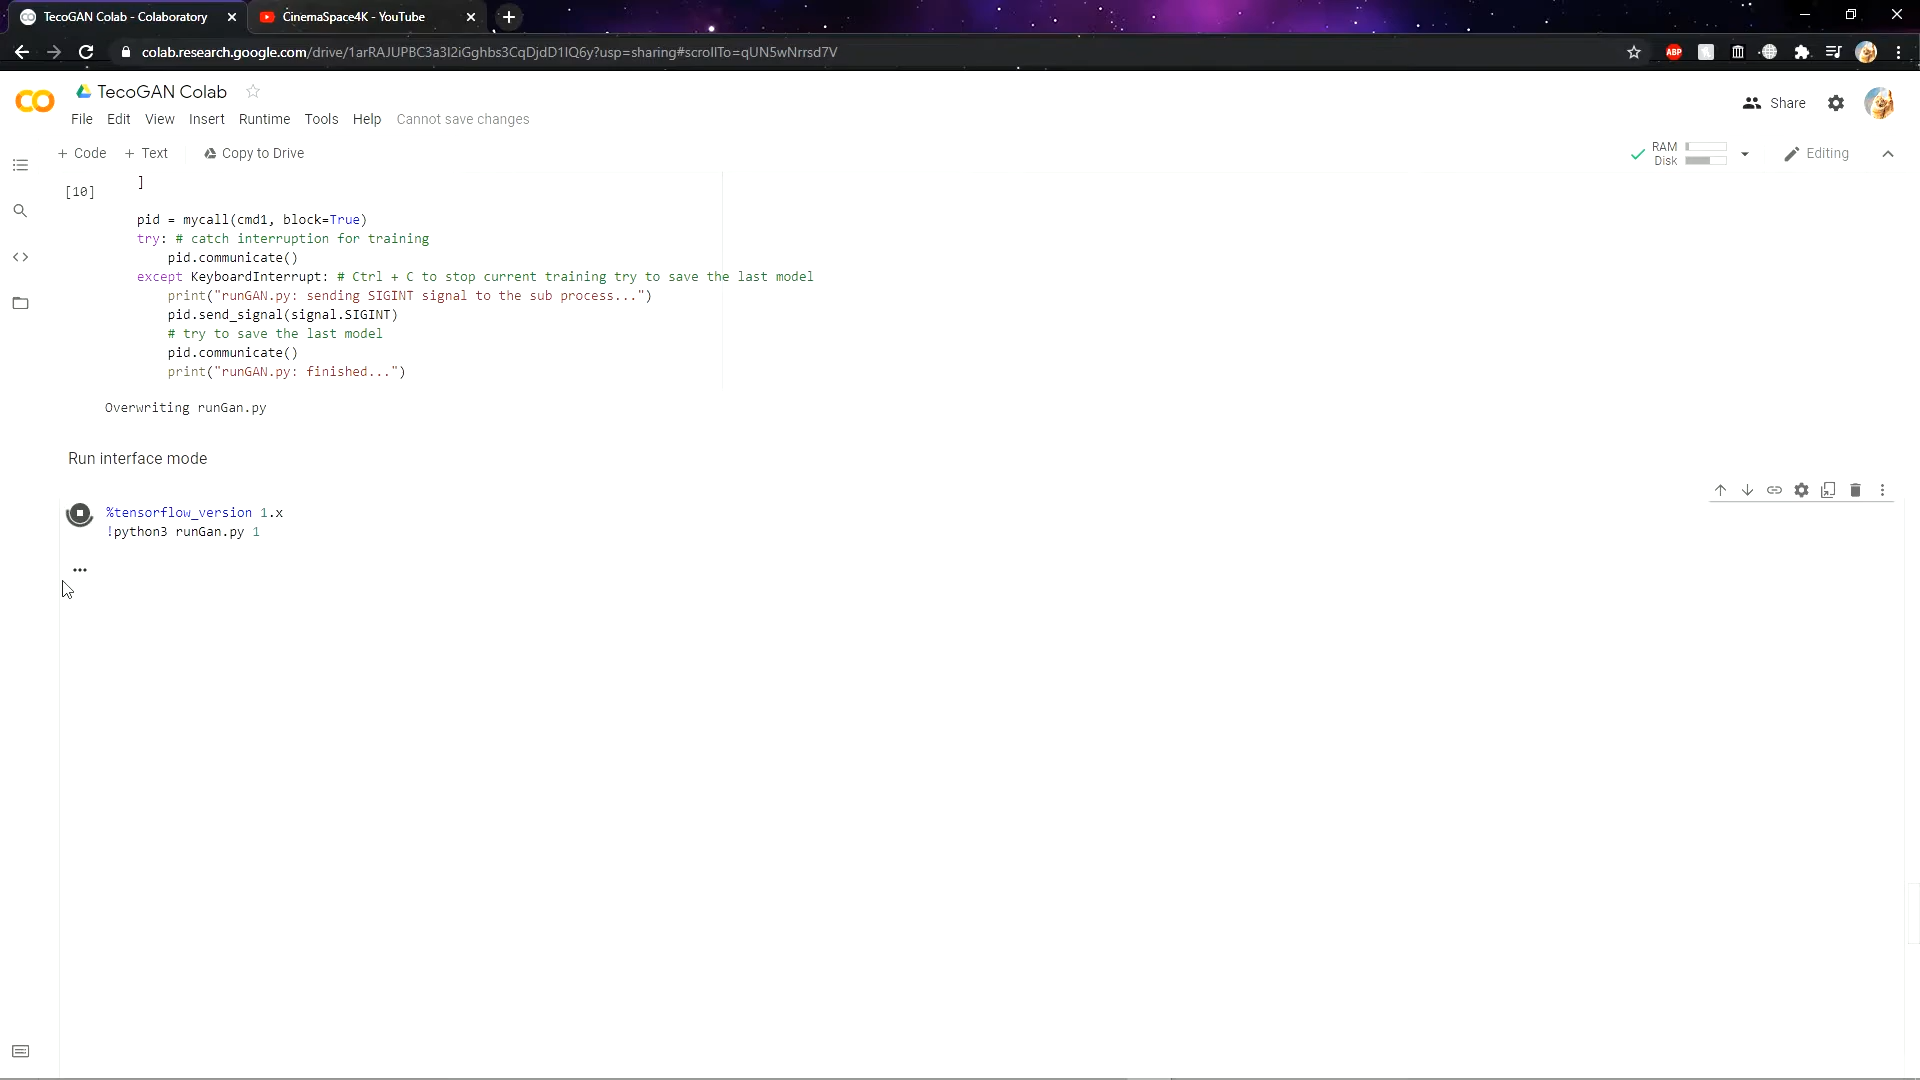 TecoGAN Colab - Colaboratory
CinemaSpace4K - YouTube
colab.research.google.com/drive/1arRAJUPBC3a3I2iGghbs3CqDjdD1IQ6y?usp=sharing#scrollTo=qUN5wNrrsd7V
ABP
CO
TecoGAN Colab
Share
File Edit View Insert Runtime Tools Help Cannot save changes
+ Code + Text Copy to Drive
RAM
Disk
Editing
[10]
]
pid = mycall(cmd1, block=True)
try: # catch interruption for training
pid.communicate()
except KeyboardInterrupt: # Ctrl + C to stop current training try to save the last model
print("runGAN.py: sending SIGINT signal to the sub process...")
pid.send_signal(signal.SIGINT)
# try to save the last model
pid.communicate()
print("runGAN.py: finished...")
Overwriting runGan.py
Run interface mode
%tensorflow_version 1.x
!python3 runGan.py 1
...